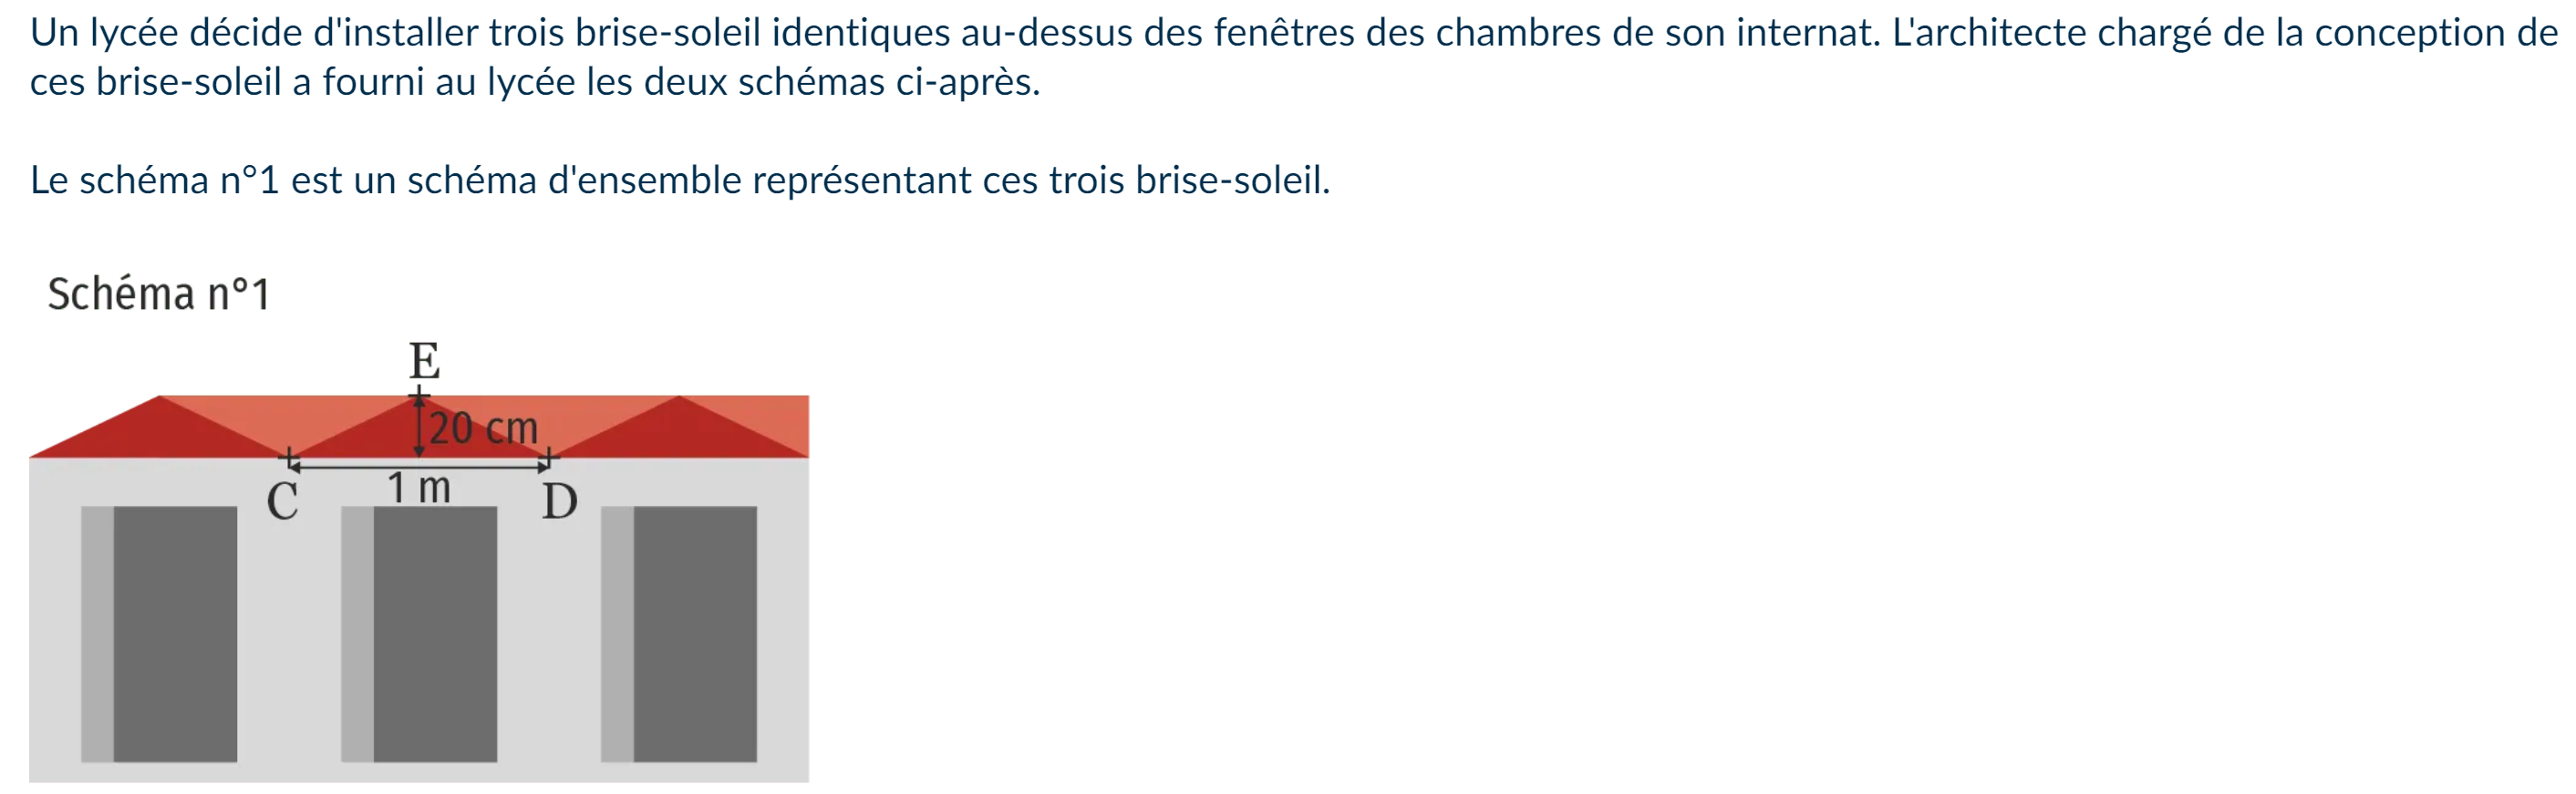 Un lycée décide d'installer trois brise-soleil identiques au-dessus des fenêtres des chambres de son internat. L'architecte chargé de la conception de
ces brise-soleil a fourni au lycée les deux schémas ci-après.
Le schéma n°1 est un schéma d'ensemble représentant ces trois brise-soleil.
Schéma n°1
E
20 cm
1 m
C
D